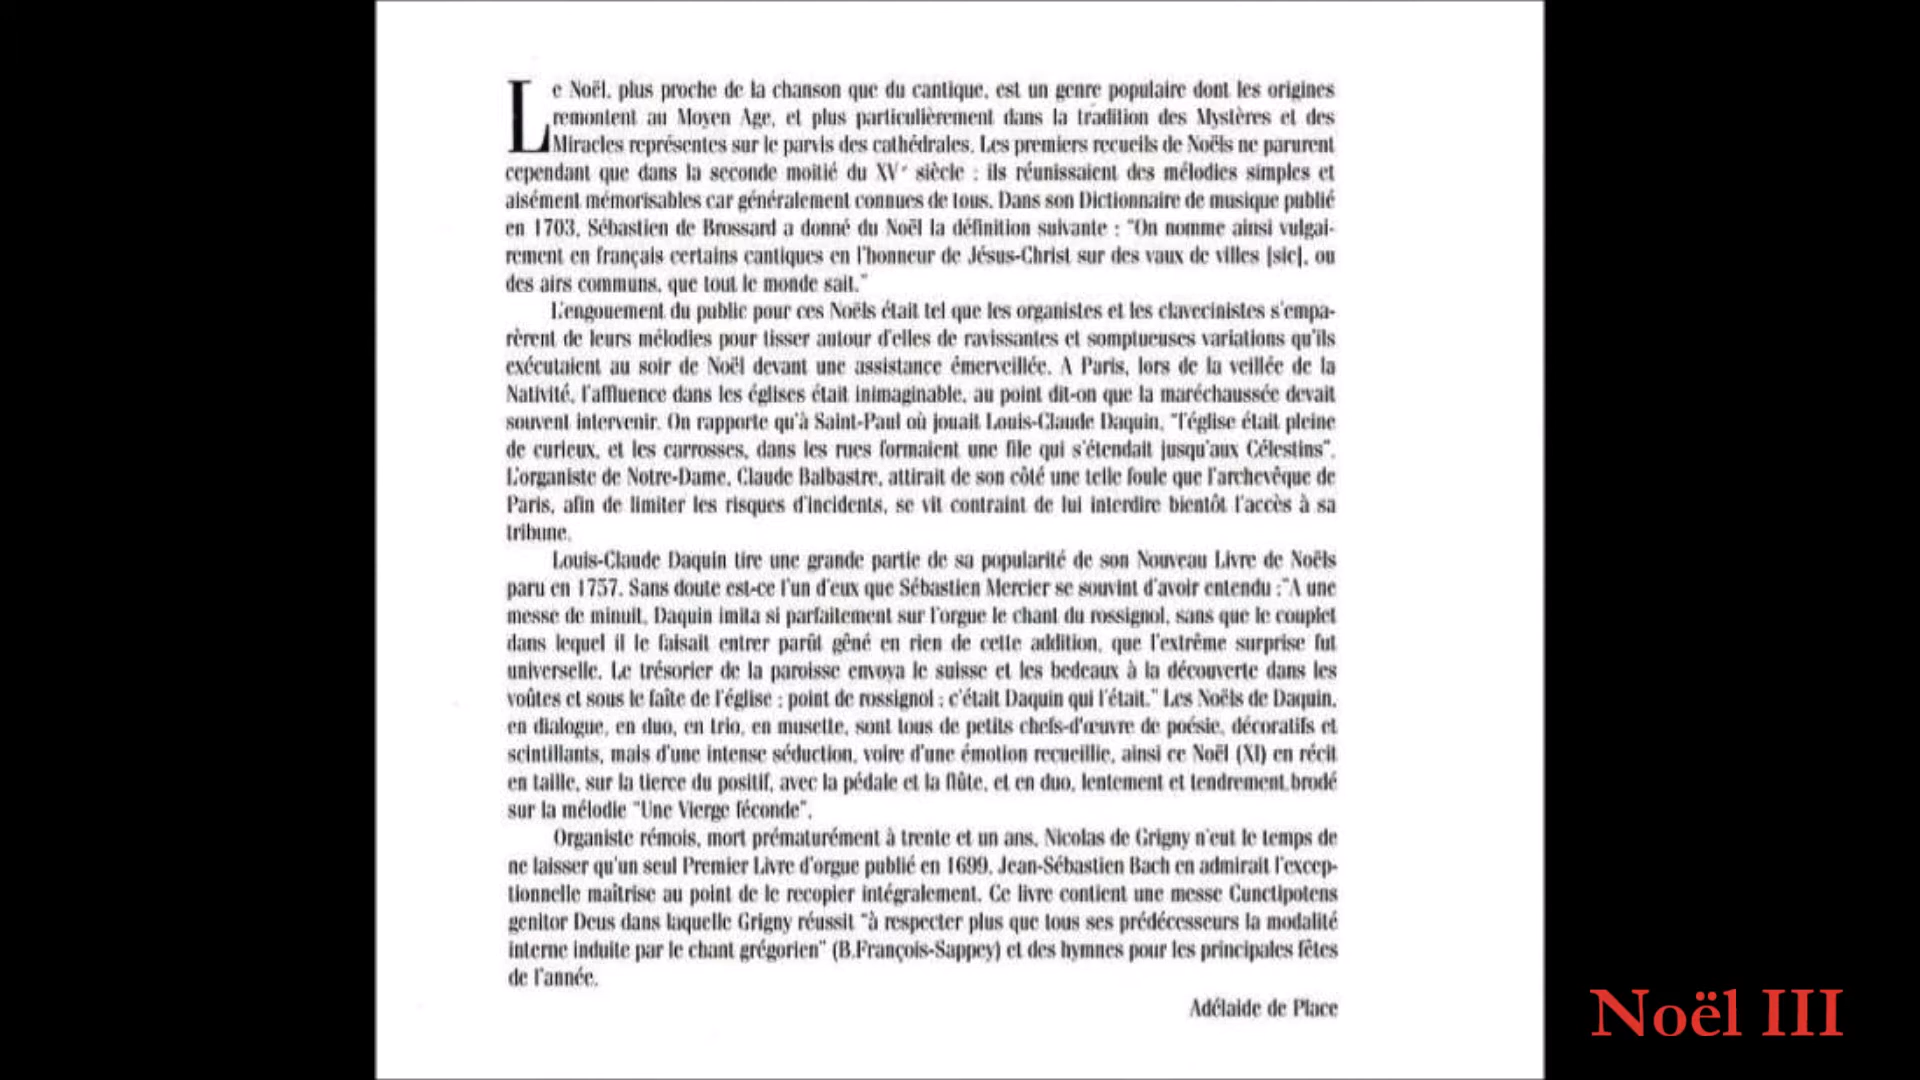 Le Noël, plus proche de la chanson que du cantique, est un genre populaire dont les origines
remontent au Moyen Age, et plus particulièrement dans la tradition des Mystères et des
Miracles représentes sur le parvis des cathédrales. Les premiers recueils de Noëls ne parurent
cependant que dans la seconde moitié du XVe siècle : ils réunissaient des mélodies simples et
aisément mémorisables car généralement connues de tous. Dans son Dictionnaire de musique publié
en 1703, Sébastien de Brossard a donné du Noël la définition suivante : "On nomme ainsi vulgai-
rement en français certains cantiques en l'honneur de Jésus-Christ sur des vaux de villes [sic], ou
des airs communs, que tout le monde sait."
L'engouement du public pour ces Noëls était tel que les organistes et les clavecinistes s'empa-
rèrent de leurs mélodies pour tisser autour d'elles de ravissantes et somptueuses variations qu'ils
exécutaient au soir de Noël devant une assistance émerveillée. A Paris, lors de la veillée de la
Nativité, l'affluence dans les églises était inimaginable, au point dit-on que la maréchaussée devait
souvent intervenir. On rapporte qu'à Saint-Paul où jouait Louis-Claude Daquin, "l'église était pleine
de curieux, et les carrosses, dans les rues formaient une file qui s'étendait jusqu'aux Célestins".
L'organiste de Notre-Dame, Claude Balbastre, attirait de son côté une telle foule que l'archevêque de
Paris, afin de limiter les risques d'incidents, se vit contraint de lui interdire bientôt l'accès à sa
tribune.
Louis-Claude Daquin tire une grande partie de sa popularité de son Nouveau Livre de Noëls
paru en 1757. Sans doute est-ce l'un d'eux que Sébastien Mercier se souvint d'avoir entendu :"A une
messe de minuit, Daquin imita si parfaitement sur l'orgue le chant du rossignol, sans que le couplet
dans lequel il le faisait entrer parût gêné en rien de cette addition, que l'extrême surprise fut
universelle. Le trésorier de la paroisse envoya le suisse et les bedeaux à la découverte dans les
voûtes et sous le faîte de l'église : point de rossignol : c'était Daquin qui l'était." Les Noëls de Daquin,
en dialogue, en duo, en trio, en musette, sont tous de petits chefs-d'œuvre de poésie, décoratifs et
scintillants, mais d'une intense séduction, voire d'une émotion recueillie, ainsi ce Noël (XI) en récit
en taille, sur la tierce du positif, avec la pédale et la flûte, et en duo, lentement et tendrement brodé
sur la mélodie "Une Vierge féconde".
Organiste rémois, mort prématurément à trente et un ans, Nicolas de Grigny n'eut le temps de
ne laisser qu'un seul Premier Livre d'orgue publié en 1699. Jean-Sébastien Bach en admirait l'excep-
tionnelle maîtrise au point de le recopier intégralement. Ce livre contient une messe Cunctipotens
genitor Deus dans laquelle Grigny réussit "à respecter plus que tous ses prédécesseurs la modalité
interne induite par le chant grégorien" (B.François-Sappey) et des hymnes pour les principales fêtes
de l'année.
Adélaide de Place
Noël III